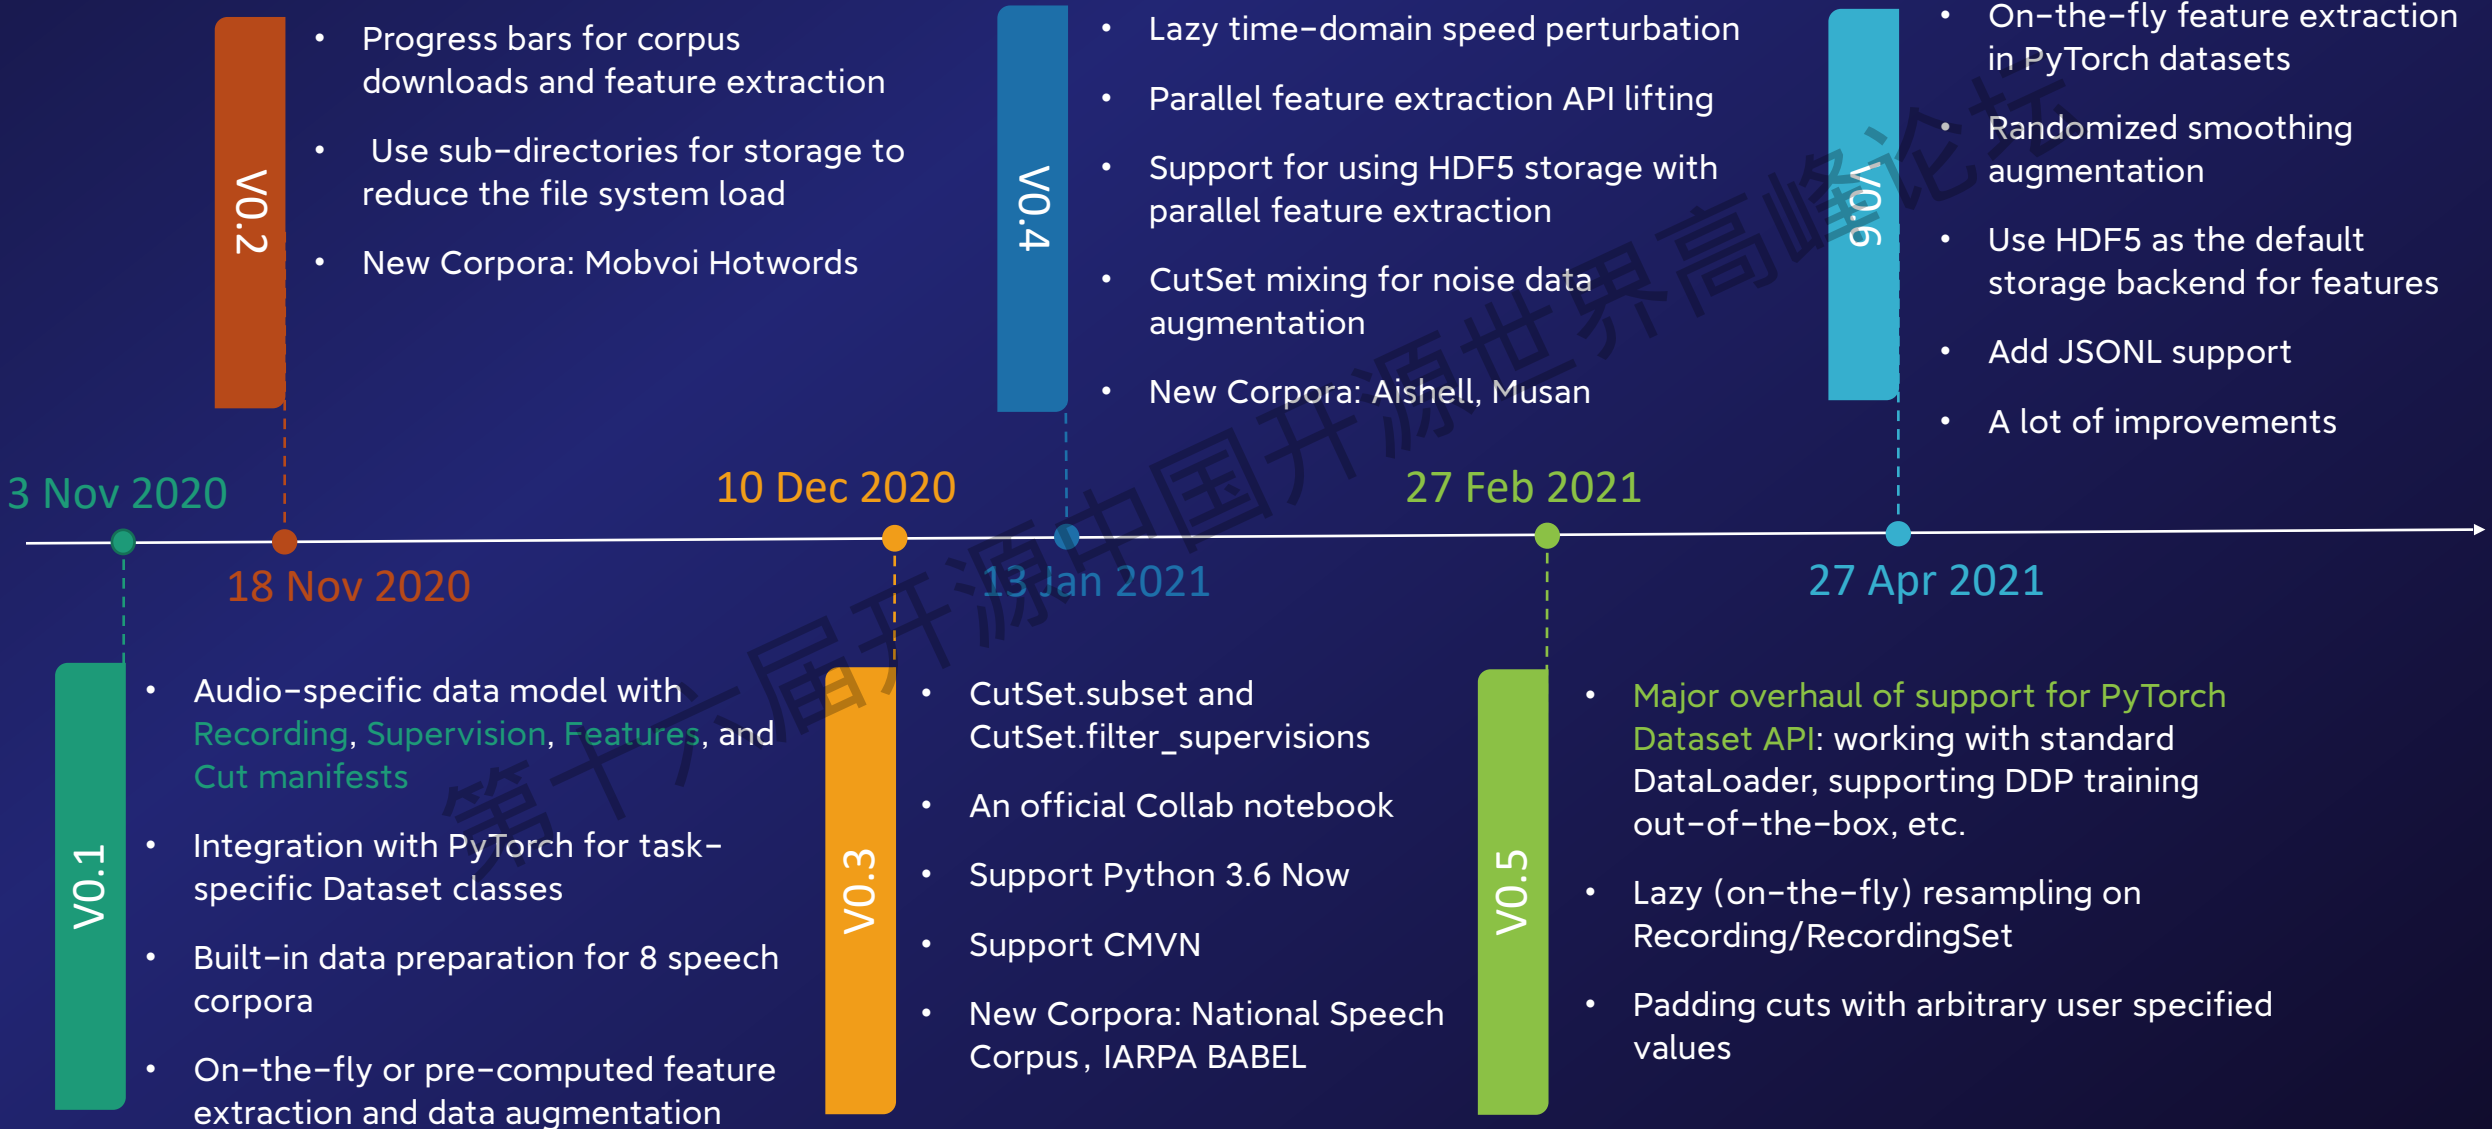 V0.2
• Progress bars for corpus
downloads and feature extraction
• Use sub-directories for storage to
reduce the file system load
• New Corpora: Mobvoi Hotwords
V0.4
• Lazy time-domain speed perturbation
• Parallel feature extraction API lifting
• Support for using HDF5 storage with
parallel feature extraction
• CutSet mixing for noise data
augmentation
• New Corpora: Aishell, Musan
V0.6
• On-the-fly feature extraction
in PyTorch datasets
• Randomized smoothing
augmentation
• Use HDF5 as the default
storage backend for features
• Add JSONL support
• A lot of improvements
3 Nov 2020
18 Nov 2020
10 Dec 2020
13 Jan 2021
27 Feb 2021
27 Apr 2021
V0.1
• Audio-specific data model with
Recording, Supervision, Features, and
Cut manifests
• Integration with PyTorch for task-
specific Dataset classes
• Built-in data preparation for 8 speech
corpora
• On-the-fly or pre-computed feature
extraction and data augmentation
V0.3
• CutSet.subset and
CutSet.filter_supervisions
• An official Collab notebook
• Support Python 3.6 Now
• Support CMVN
• New Corpora: National Speech
Corpus, IARPA BABEL
V0.5
• Major overhaul of support for PyTorch
Dataset API: working with standard
DataLoader, supporting DDP training
out-of-the-box, etc.
• Lazy (on-the-fly) resampling on
Recording/RecordingSet
• Padding cuts with arbitrary user specified
values
第十六届开源中国开源世界高峰论坛